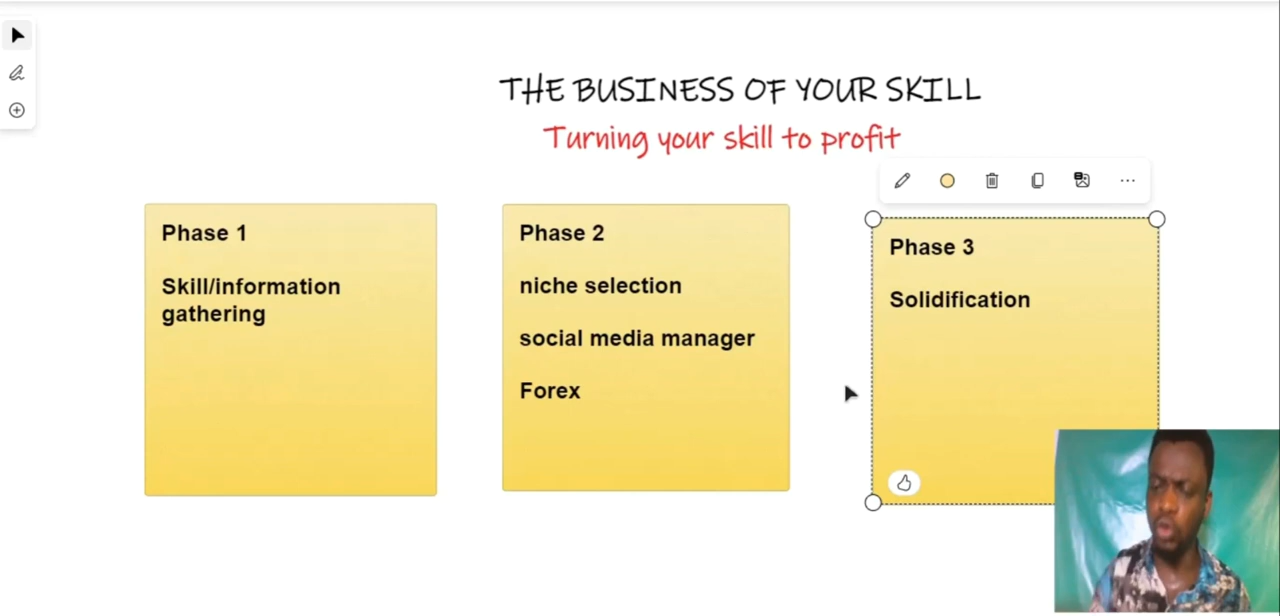 THE BUSINESS OF YOUR SKILL
Turning your skill to profit
Phase 1
Skill/information
gathering
Phase 2
niche selection
social media manager
Forex
Phase 3
Solidification